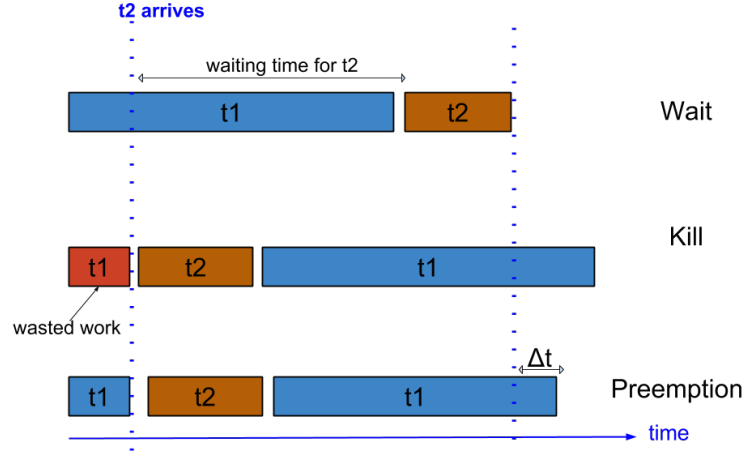 t2 arrives
waiting time for t2
t1
t2
Wait
t1
t2
t1
Kill
wasted work
Δt
t1
t2
t1
Preemption
time